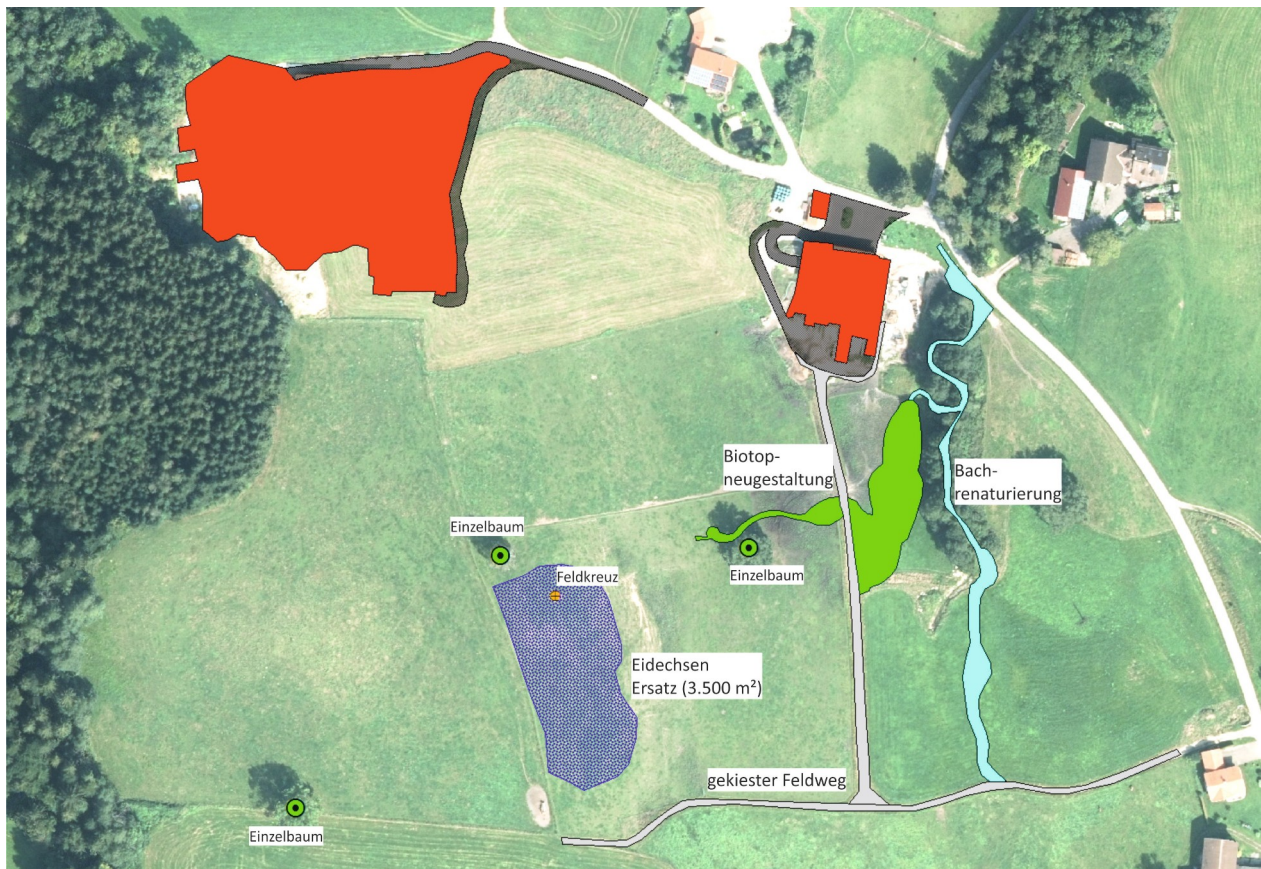 Biotop-
neugestaltung
Bach-
renaturierung
Einzelbaum
Feldkreuz
Einzelbaum
Eidechsen
Ersatz (3.500 m²)
gekiester Feldweg
Einzelbaum